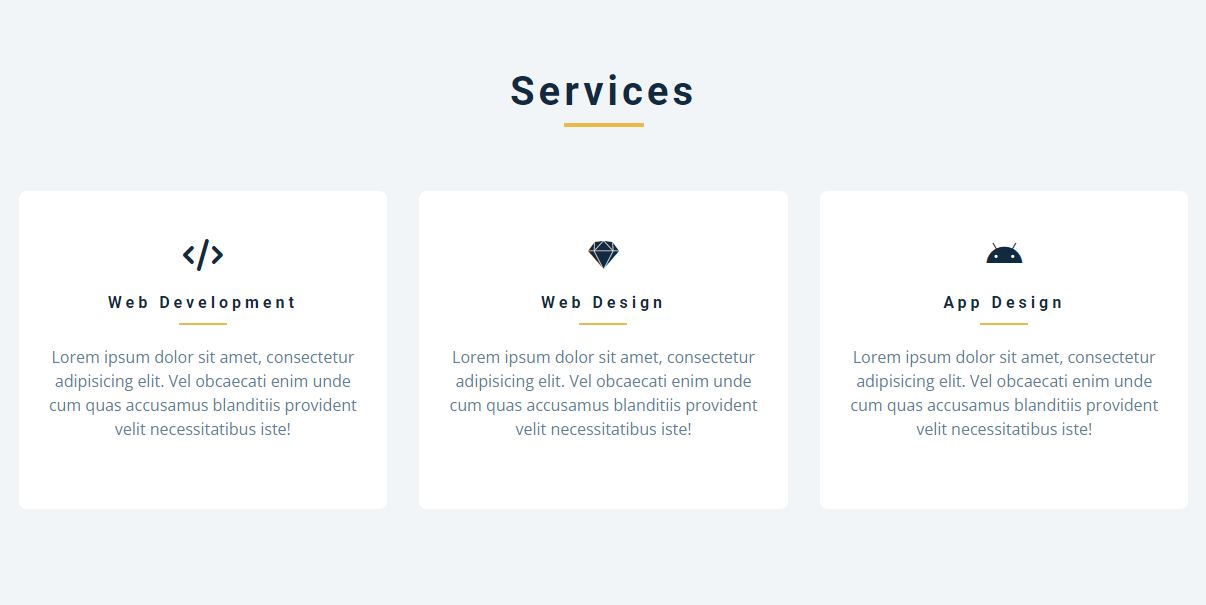 Services
Web Development
Lorem ipsum dolor sit amet, consectetur
adipisicing elit. Vel obcaecati enim unde
cum quas accusamus blanditiis provident
velit necessitatibus iste!
Web Design
Lorem ipsum dolor sit amet, consectetur
adipisicing elit. Vel obcaecati enim unde
cum quas accusamus blanditiis provident
velit necessitatibus iste!
App Design
Lorem ipsum dolor sit amet, consectetur
adipisicing elit. Vel obcaecati enim unde
cum quas accusamus blanditiis provident
velit necessitatibus iste!